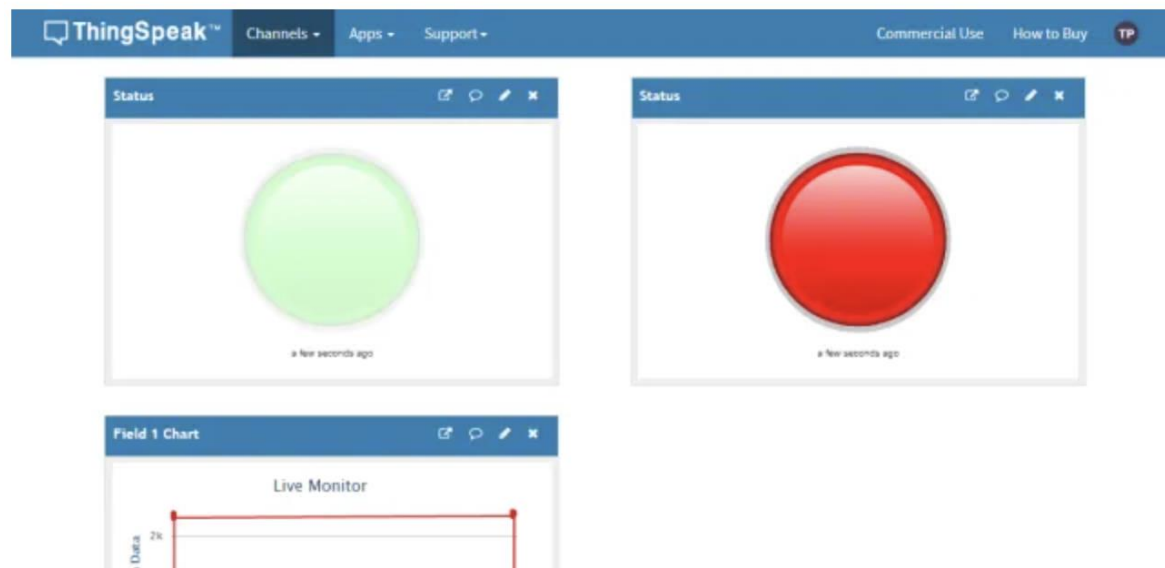 ThingSpeak™ Channels Apps Support Commercial Use How to Buy TP
Status
a few seconds ago
Status
a few seconds ago
Field 1 Chart
Live Monitor
2k
Data